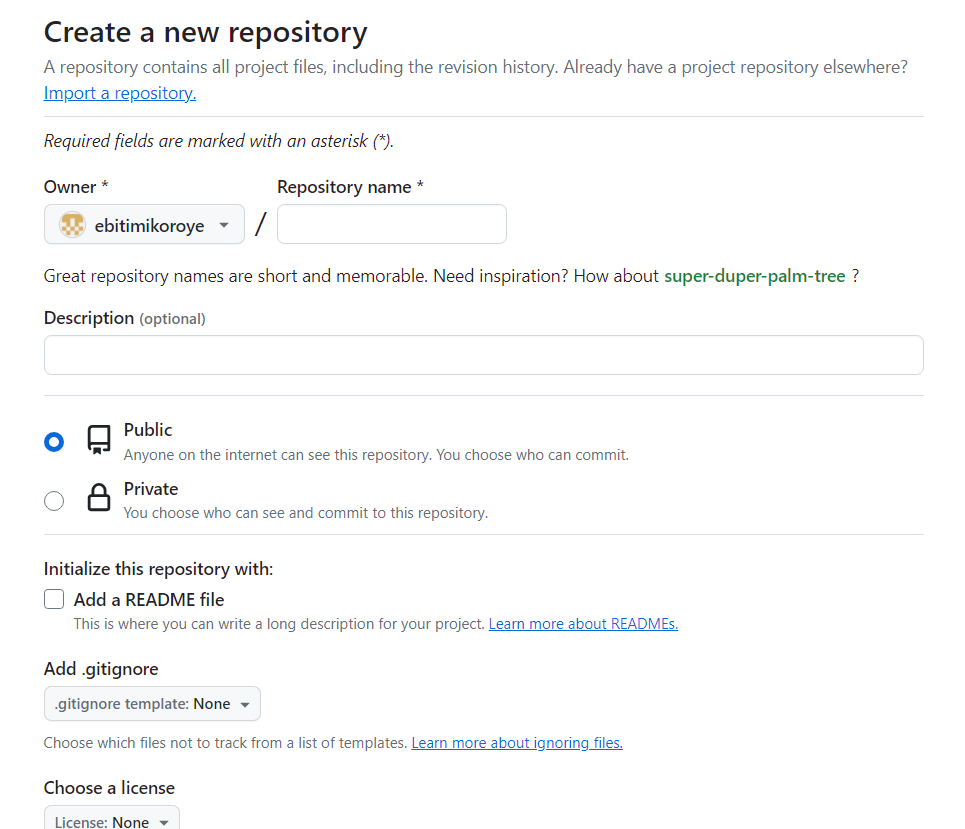 Create a new repository
A repository contains all project files, including the revision history. Already have a project repository elsewhere?
Import a repository.
Required fields are marked with an asterisk (*).
Owner * Repository name *
ebitimikoroye /
Great repository names are short and memorable. Need inspiration? How about super-duper-palm-tree ?
Description (optional)
Public
Anyone on the internet can see this repository. You choose who can commit.
Private
You choose who can see and commit to this repository.
Initialize this repository with:
Add a README file
This is where you can write a long description for your project. Learn more about READMEs.
Add .gitignore
.gitignore template: None
Choose which files not to track from a list of templates. Learn more about ignoring files.
Choose a license
License: None